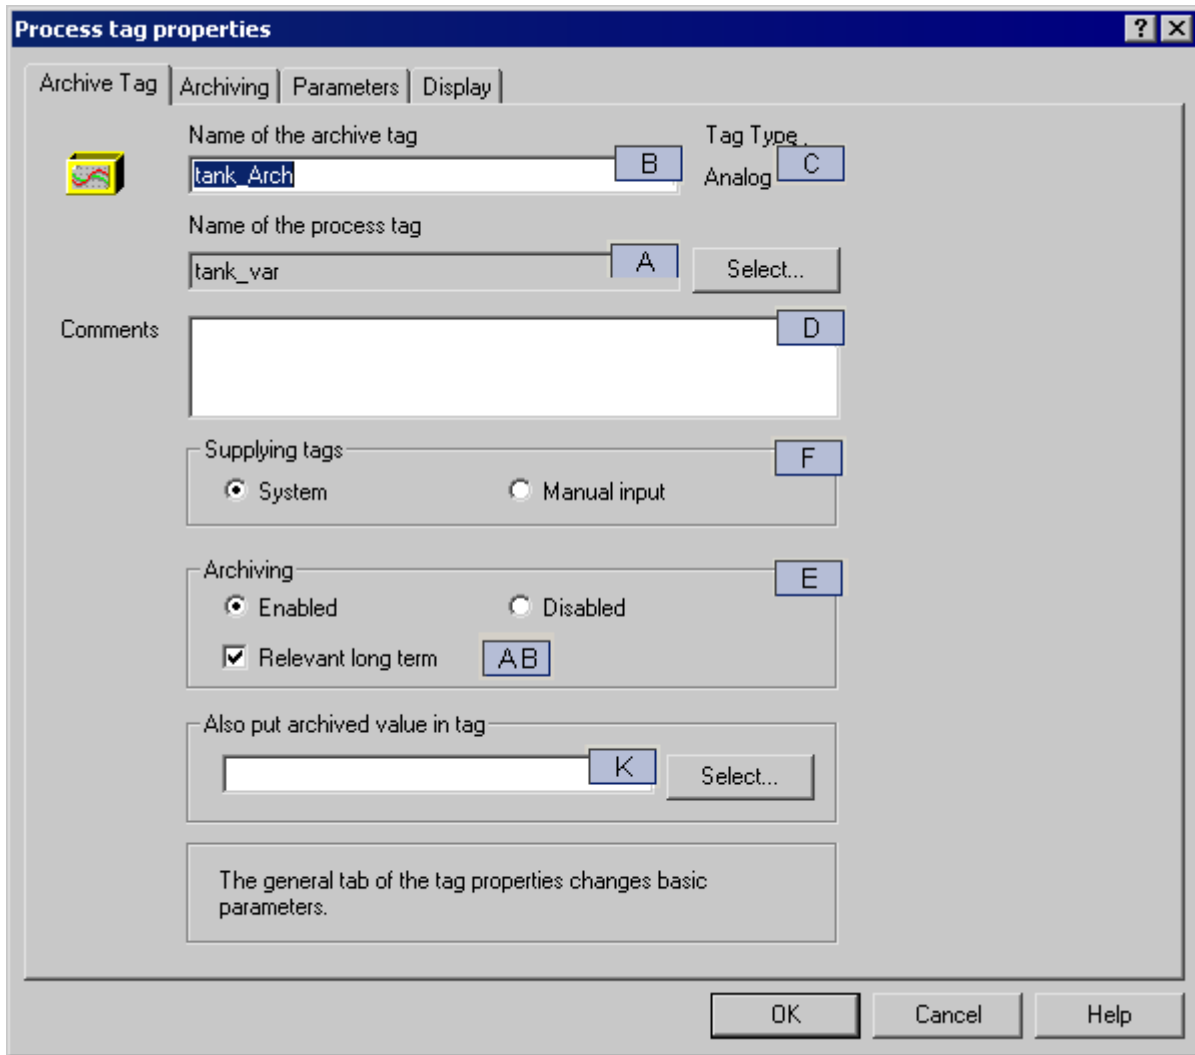 Process tag properties
Archive Tag Archiving Parameters Display
Name of the archive tag Tag Type
tank_Arch B Analog C
Name of the process tag
tank_var A Select...
Comments D
Supplying tags F
System Manual input
Archiving E
Enabled Disabled
Relevant long term AB
Also put archived value in tag
K Select...
The general tab of the tag properties changes basic
parameters.
OK Cancel Help